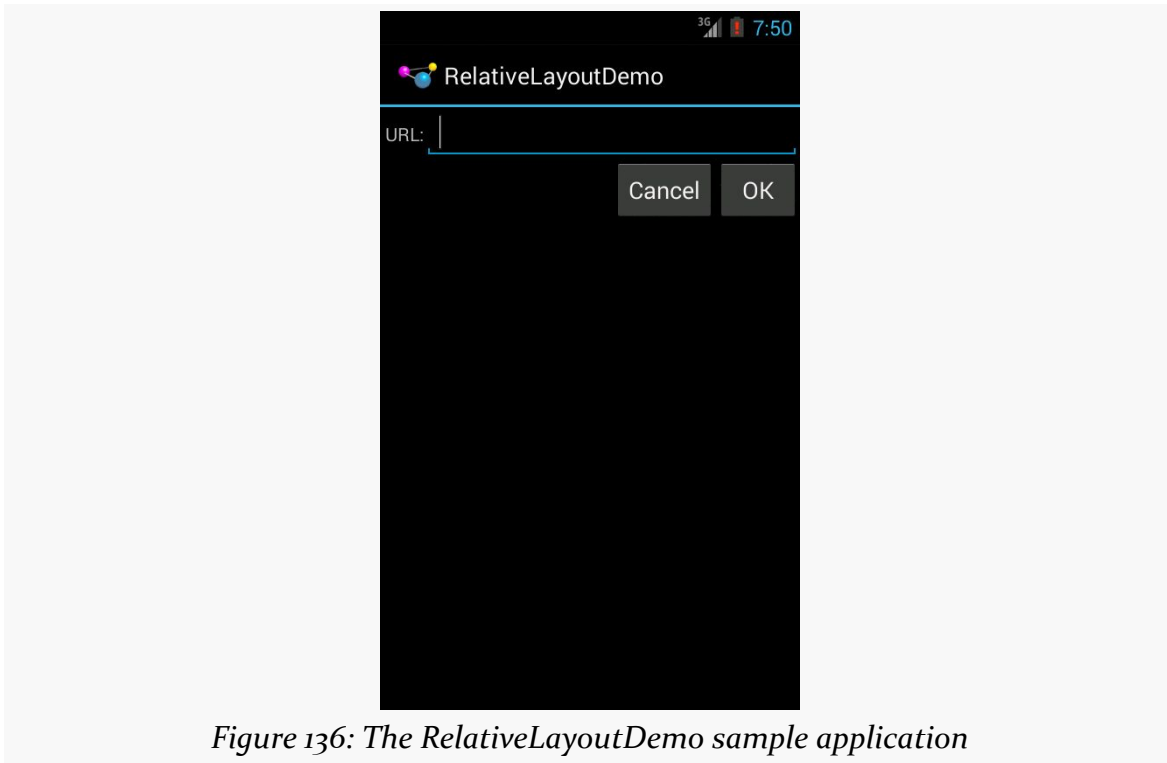 3G 7:50
RelativeLayoutDemo
URL:
Cancel OK
Figure 136: The RelativeLayoutDemo sample application